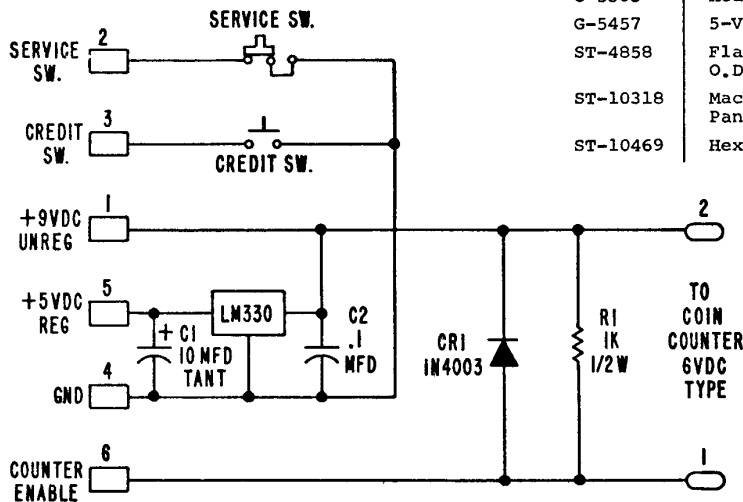 SERVICE SW.
2
SERVICE
SW.
3
CREDIT
SW.
CREDIT SW.
1
+9VDC
UNREG
2
5
+5VDC
REG
LM330
+ C1
10 MFD
TANT
C2
.1
MFD
4
GND
CR1
1N4003
R1
1K
1/2W
TO
COIN
COUNTER
6VDC
TYPE
6
COUNTER
ENABLE
1
G-5457 5-V
ST-4858 Fla
O.D
ST-10318 Mac
Pan
ST-10469 Hex